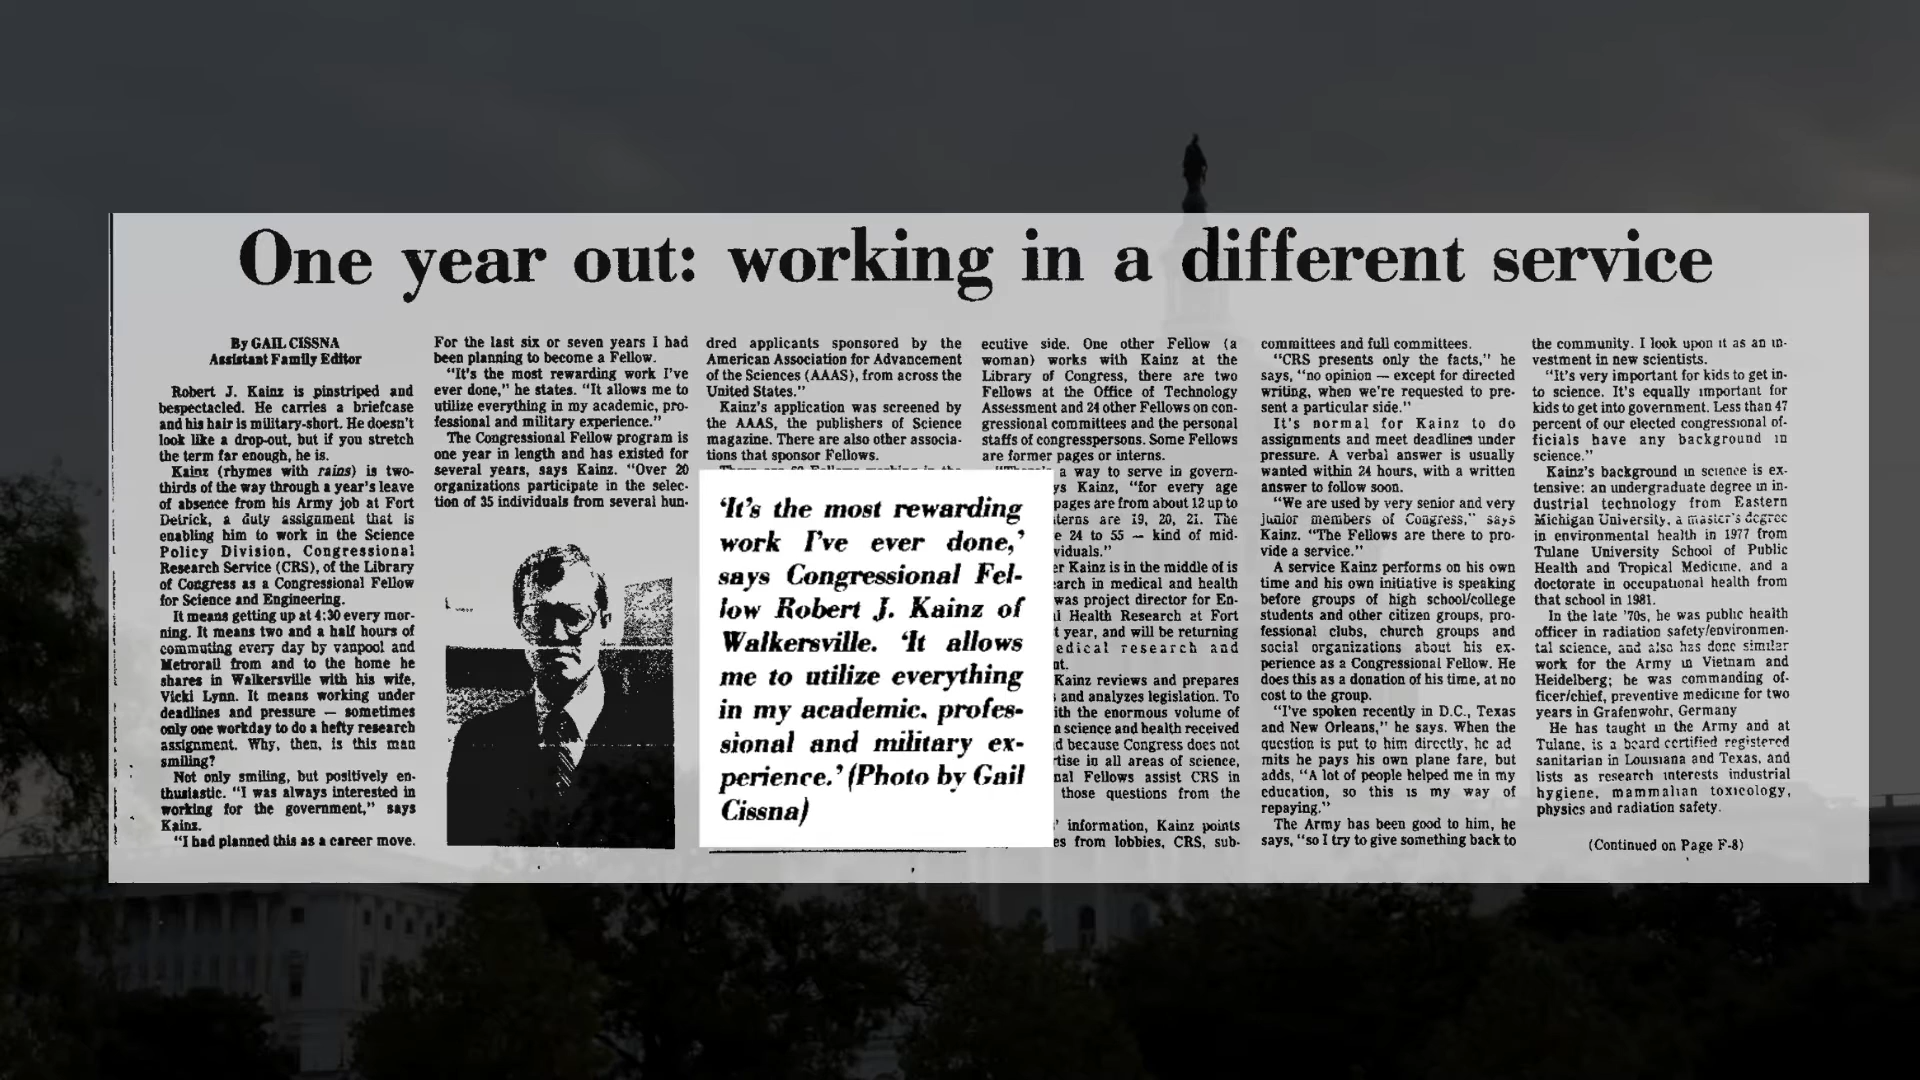 One year out: working in a different service
By GAIL CISSNA
Assistant Family Editor
Robert J. Kainz is pinstriped and
bespectacled. He carries a briefcase
and his hair is military-short. He doesn't
look like a drop-out, but if you stretch
the term far enough, he is.
Kainz (rhymes with rains) is two-
thirds of the way through a year's leave
of absence from his Army job at Fort
Detrick, a duty assignment that is
enabling him to work in the Science
Policy Division, Congressional
Research Service (CRS), of the Library
of Congress as a Congressional Fellow
for Science and Engineering.
It means getting up at 4:30 every mor-
ning. It means two and a half hours of
commuting every day by vanpool and
Metrorail from and to the home he
shares in Walkersville with his wife,
Vicki Lynn. It means working under
deadlines and pressure — sometimes
only one workday to do a hefty research
assignment. Why, then, is this man
smiling?
Not only smiling, but positively en-
thusiastic. "I was always interested in
working for the government," says
Kainz.
"I had planned this as a career move.
For the last six or seven years I had
been planning to become a Fellow.
"It's the most rewarding work I've
ever done," he states. "It allows me to
utilize everything in my academic, pro-
fessional and military experience."
The Congressional Fellow program is
one year in length and has existed for
several years, says Kainz. "Over 20
organizations participate in the selec-
tion of 35 individuals from several hun-
dred applicants sponsored by the
American Association for Advancement
of the Sciences (AAAS), from across the
United States."
Kainz's application was screened by
the AAAS, the publishers of Science
magazine. There are also other associa-
tions that sponsor Fellows.
'It's the most rewarding
work I've ever done,'
says Congressional Fel-
low Robert J. Kainz of
Walkersville. 'It allows
me to utilize everything
in my academic, profes-
sional and military ex-
perience.' (Photo by Gail
Cissna)
ecutive side. One other Fellow (a
woman) works with Kainz at the
Library of Congress, there are two
Fellows at the Office of Technology
Assessment and 24 other Fellows on con-
gressional committees and the personal
staffs of congresspersons. Some Fellows
are former pages or interns.
a way to serve in govern-
Kainz, "for every age
pages are from about 12 up to
are 19, 20, 21. The
24 to 55 — kind of mid-
Kainz is in the middle of is
in medical and health
was project director for En-
Health Research at Fort
year, and will be returning
research and
Kainz reviews and prepares
and analyzes legislation. To
the enormous volume of
science and health received
because Congress does not
in all areas of science,
Fellows assist CRS in
those questions from the
information, Kainz points
from lobbies, CRS, sub-
committees and full committees.
"CRS presents only the facts," he
says, "no opinion — except for directed
writing, when we're requested to pre-
sent a particular side."
It's normal for Kainz to do
assignments and meet deadlines under
pressure. A verbal answer is usually
wanted within 24 hours, with a written
answer to follow soon.
"We are used by very senior and very
junior members of Congress," says
Kainz. "The Fellows are there to pro-
vide a service."
A service Kainz performs on his own
time and his own initiative is speaking
before groups of high school/college
students and other citizen groups, pro-
fessional clubs, church groups and
social organizations about his ex-
perience as a Congressional Fellow. He
does this as a donation of his time, at no
cost to the group.
"I've spoken recently in D.C., Texas
and New Orleans," he says. When the
question is put to him directly, he ad
mits he pays his own plane fare, but
adds, "A lot of people helped me in my
education, so this is my way of
repaying."
The Army has been good to him, he
says, "so I try to give something back to
the community. I look upon it as an in-
vestment in new scientists.
"It's very important for kids to get in-
to science. It's equally important for
kids to get into government. Less than 47
percent of our elected congressional of-
ficials have any background in
science."
Kainz's background in science is ex-
tensive: an undergraduate degree in in-
dustrial technology from Eastern
Michigan University, a master's degree
in environmental health in 1977 from
Tulane University School of Public
Health and Tropical Medicine, and a
doctorate in occupational health from
that school in 1981.
In the late '70s, he was public health
officer in radiation safety/environmen-
tal science, and also has done similar
work for the Army in Vietnam and
Heidelberg; he was commanding of-
ficer/chief, preventive medicine for two
years in Grafenwohr, Germany
He has taught in the Army and at
Tulane, is a board certified registered
sanitarian in Louisiana and Texas, and
lists as research interests industrial
hygiene, mammalian toxicology,
physics and radiation safety.
(Continued on Page F-8)